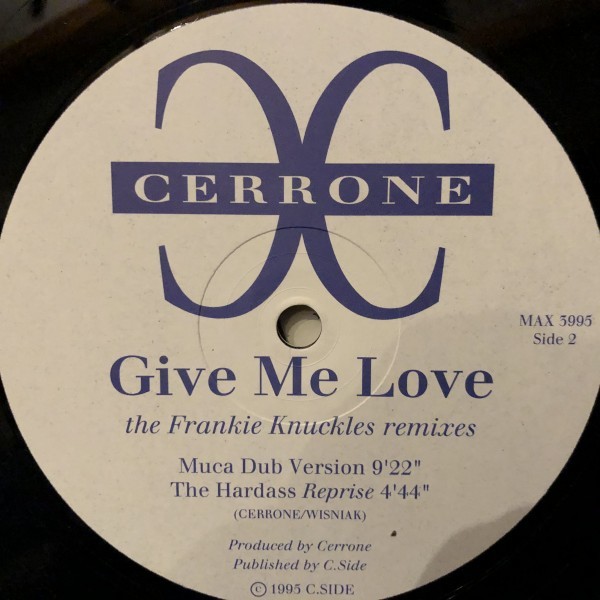 CERRONE
MAX 3995
Side 2
Give Me Love
the Frankie Knuckles remixes
Muca Dub Version 9'22"
The Hardass Reprise 4'44"
(CERRONE/WISNIAK)
Produced by Cerrone
Published by C.Side
© 1995 C.SIDE